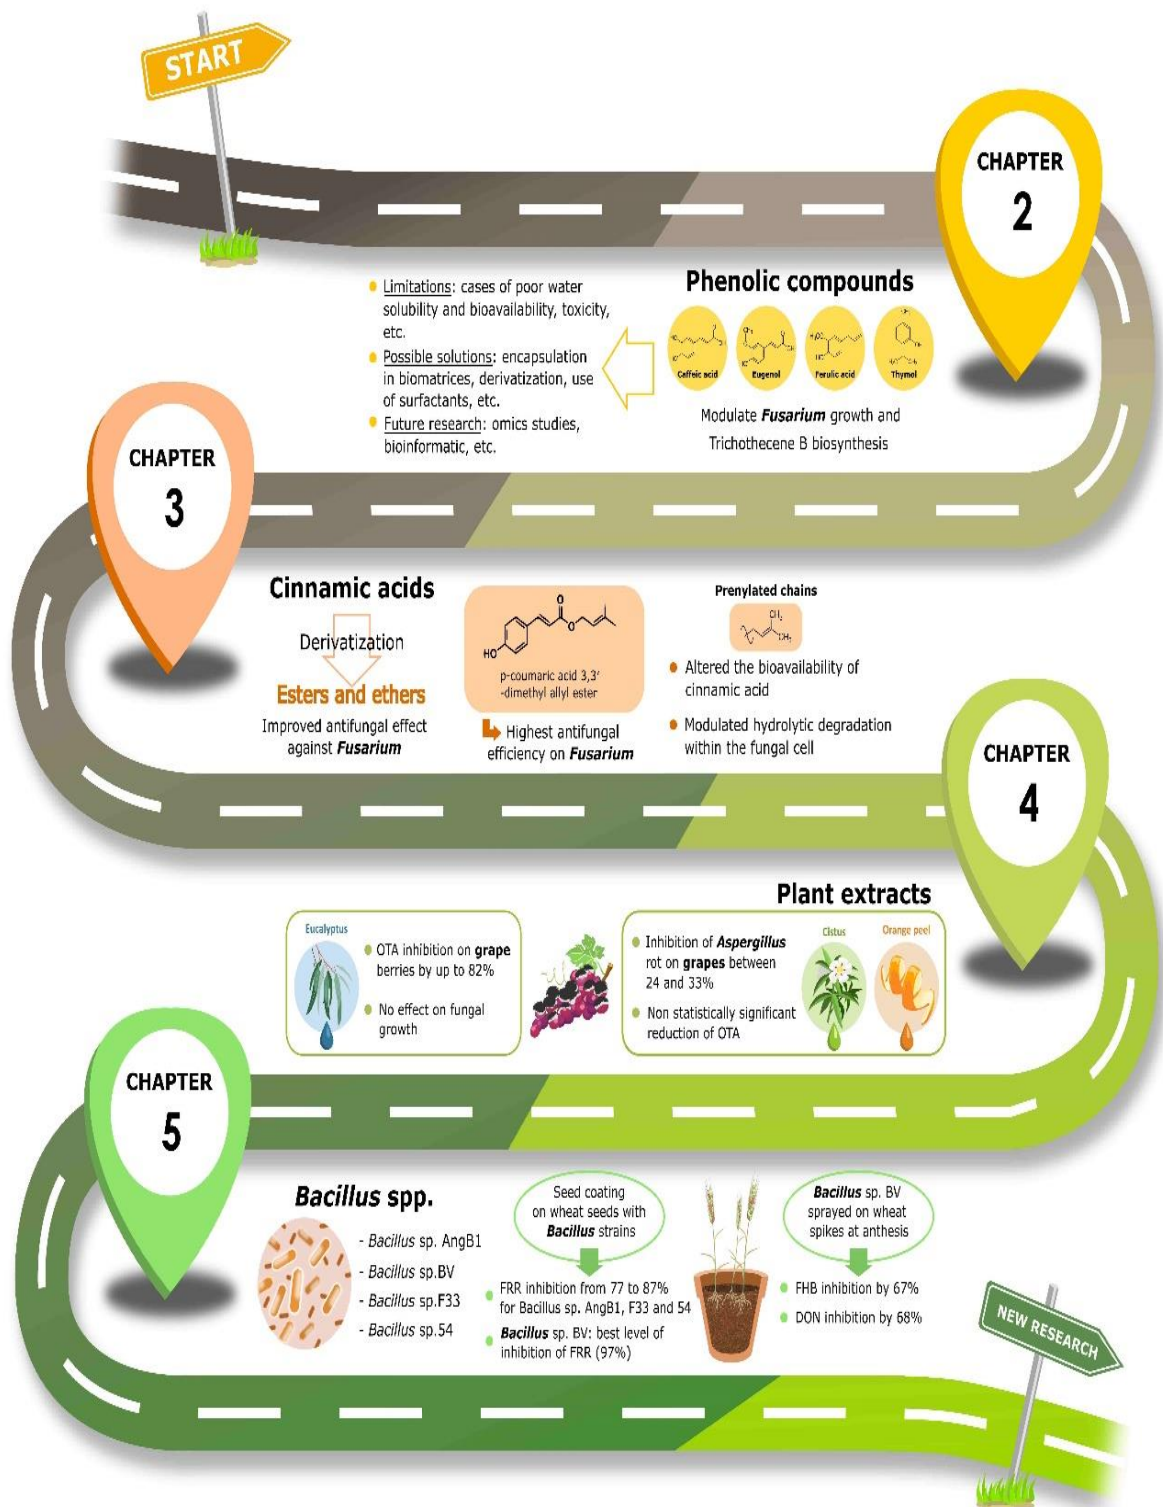 START
CHAPTER
2
Phenolic compounds
Caffeic acid
Eugenol
Ferulic acid
Thymol
Modulate Fusarium growth and
Trichothecene B biosynthesis
Limitations: cases of poor water
solubility and bioavailability, toxicity,
etc.
Possible solutions: encapsulation
in biomatrices, derivatization, use
of surfactants, etc.
Future research: omics studies,
bioinformatic, etc.
CHAPTER
3
Cinnamic acids
Derivatization
Esters and ethers
Improved antifungal effect
against Fusarium
O
O
HO
p-coumaric acid 3,3'
-dimethyl allyl ester
Highest antifungal
efficiency on Fusarium
Prenylated chains
CH3
CH3
Altered the bioavailability of
cinnamic acid
Modulated hydrolytic degradation
within the fungal cell
CHAPTER
4
Plant extracts
Eucalyptus
OTA inhibition on grape
berries by up to 82%
No effect on fungal
growth
Inhibition of Aspergillus
rot on grapes between
24 and 33%
Non statistically significant
reduction of OTA
Cistus
Orange peel
CHAPTER
5
Bacillus spp.
- Bacillus sp. AngB1
- Bacillus sp.BV
- Bacillus sp.F33
- Bacillus sp.54
Seed coating
on wheat seeds with
Bacillus strains
FRR inhibition from 77 to 87%
for Bacillus sp. AngB1, F33 and 54
Bacillus sp. BV: best level of
inhibition of FRR (97%)
Bacillus sp. BV
sprayed on wheat
spikes at anthesis
FHB inhibition by 67%
DON inhibition by 68%
NEW RESEARCH